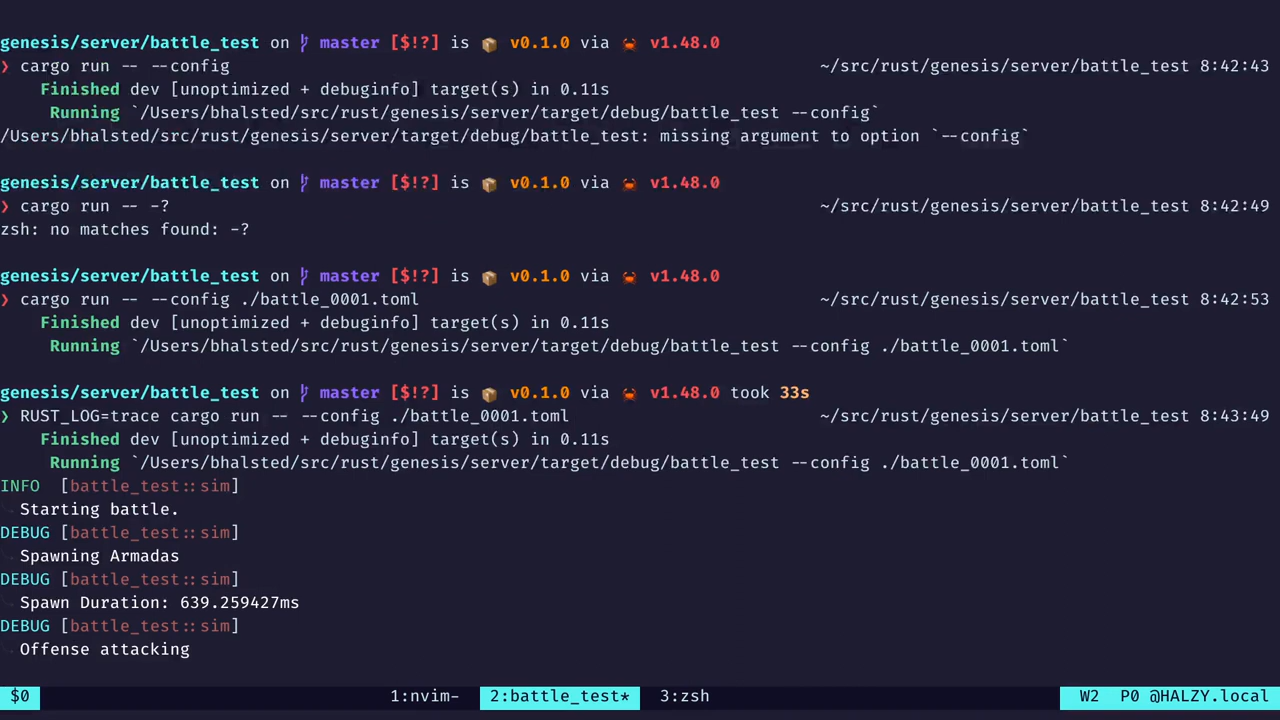 genesis/server/battle_test on master [$!?] is 📦 v0.1.0 via 🦀 v1.48.0
❯ cargo run -- --config ~/src/rust/genesis/server/battle_test 8:42:43
Finished dev [unoptimized + debuginfo] target(s) in 0.11s
Running `/Users/bhalsted/src/rust/genesis/server/target/debug/battle_test --config`
/Users/bhalsted/src/rust/genesis/server/target/debug/battle_test: missing argument to option `--config`
genesis/server/battle_test on master [$!?] is 📦 v0.1.0 via 🦀 v1.48.0
❯ cargo run -- -? ~/src/rust/genesis/server/battle_test 8:42:49
zsh: no matches found: -?
genesis/server/battle_test on master [$!?] is 📦 v0.1.0 via 🦀 v1.48.0
❯ cargo run -- --config ./battle_0001.toml ~/src/rust/genesis/server/battle_test 8:42:53
Finished dev [unoptimized + debuginfo] target(s) in 0.11s
Running `/Users/bhalsted/src/rust/genesis/server/target/debug/battle_test --config ./battle_0001.toml`
genesis/server/battle_test on master [$!?] is 📦 v0.1.0 via 🦀 v1.48.0 took 33s
❯ RUST_LOG=trace cargo run -- --config ./battle_0001.toml ~/src/rust/genesis/server/battle_test 8:43:49
Finished dev [unoptimized + debuginfo] target(s) in 0.11s
Running `/Users/bhalsted/src/rust/genesis/server/target/debug/battle_test --config ./battle_0001.toml`
INFO [battle_test::sim]
Starting battle.
DEBUG [battle_test::sim]
Spawning Armadas
DEBUG [battle_test::sim]
Spawn Duration: 639.259427ms
DEBUG [battle_test::sim]
Offense attacking
$0 1:nvim- 2:battle_test* 3:zsh W2 P0 @HALZY.local